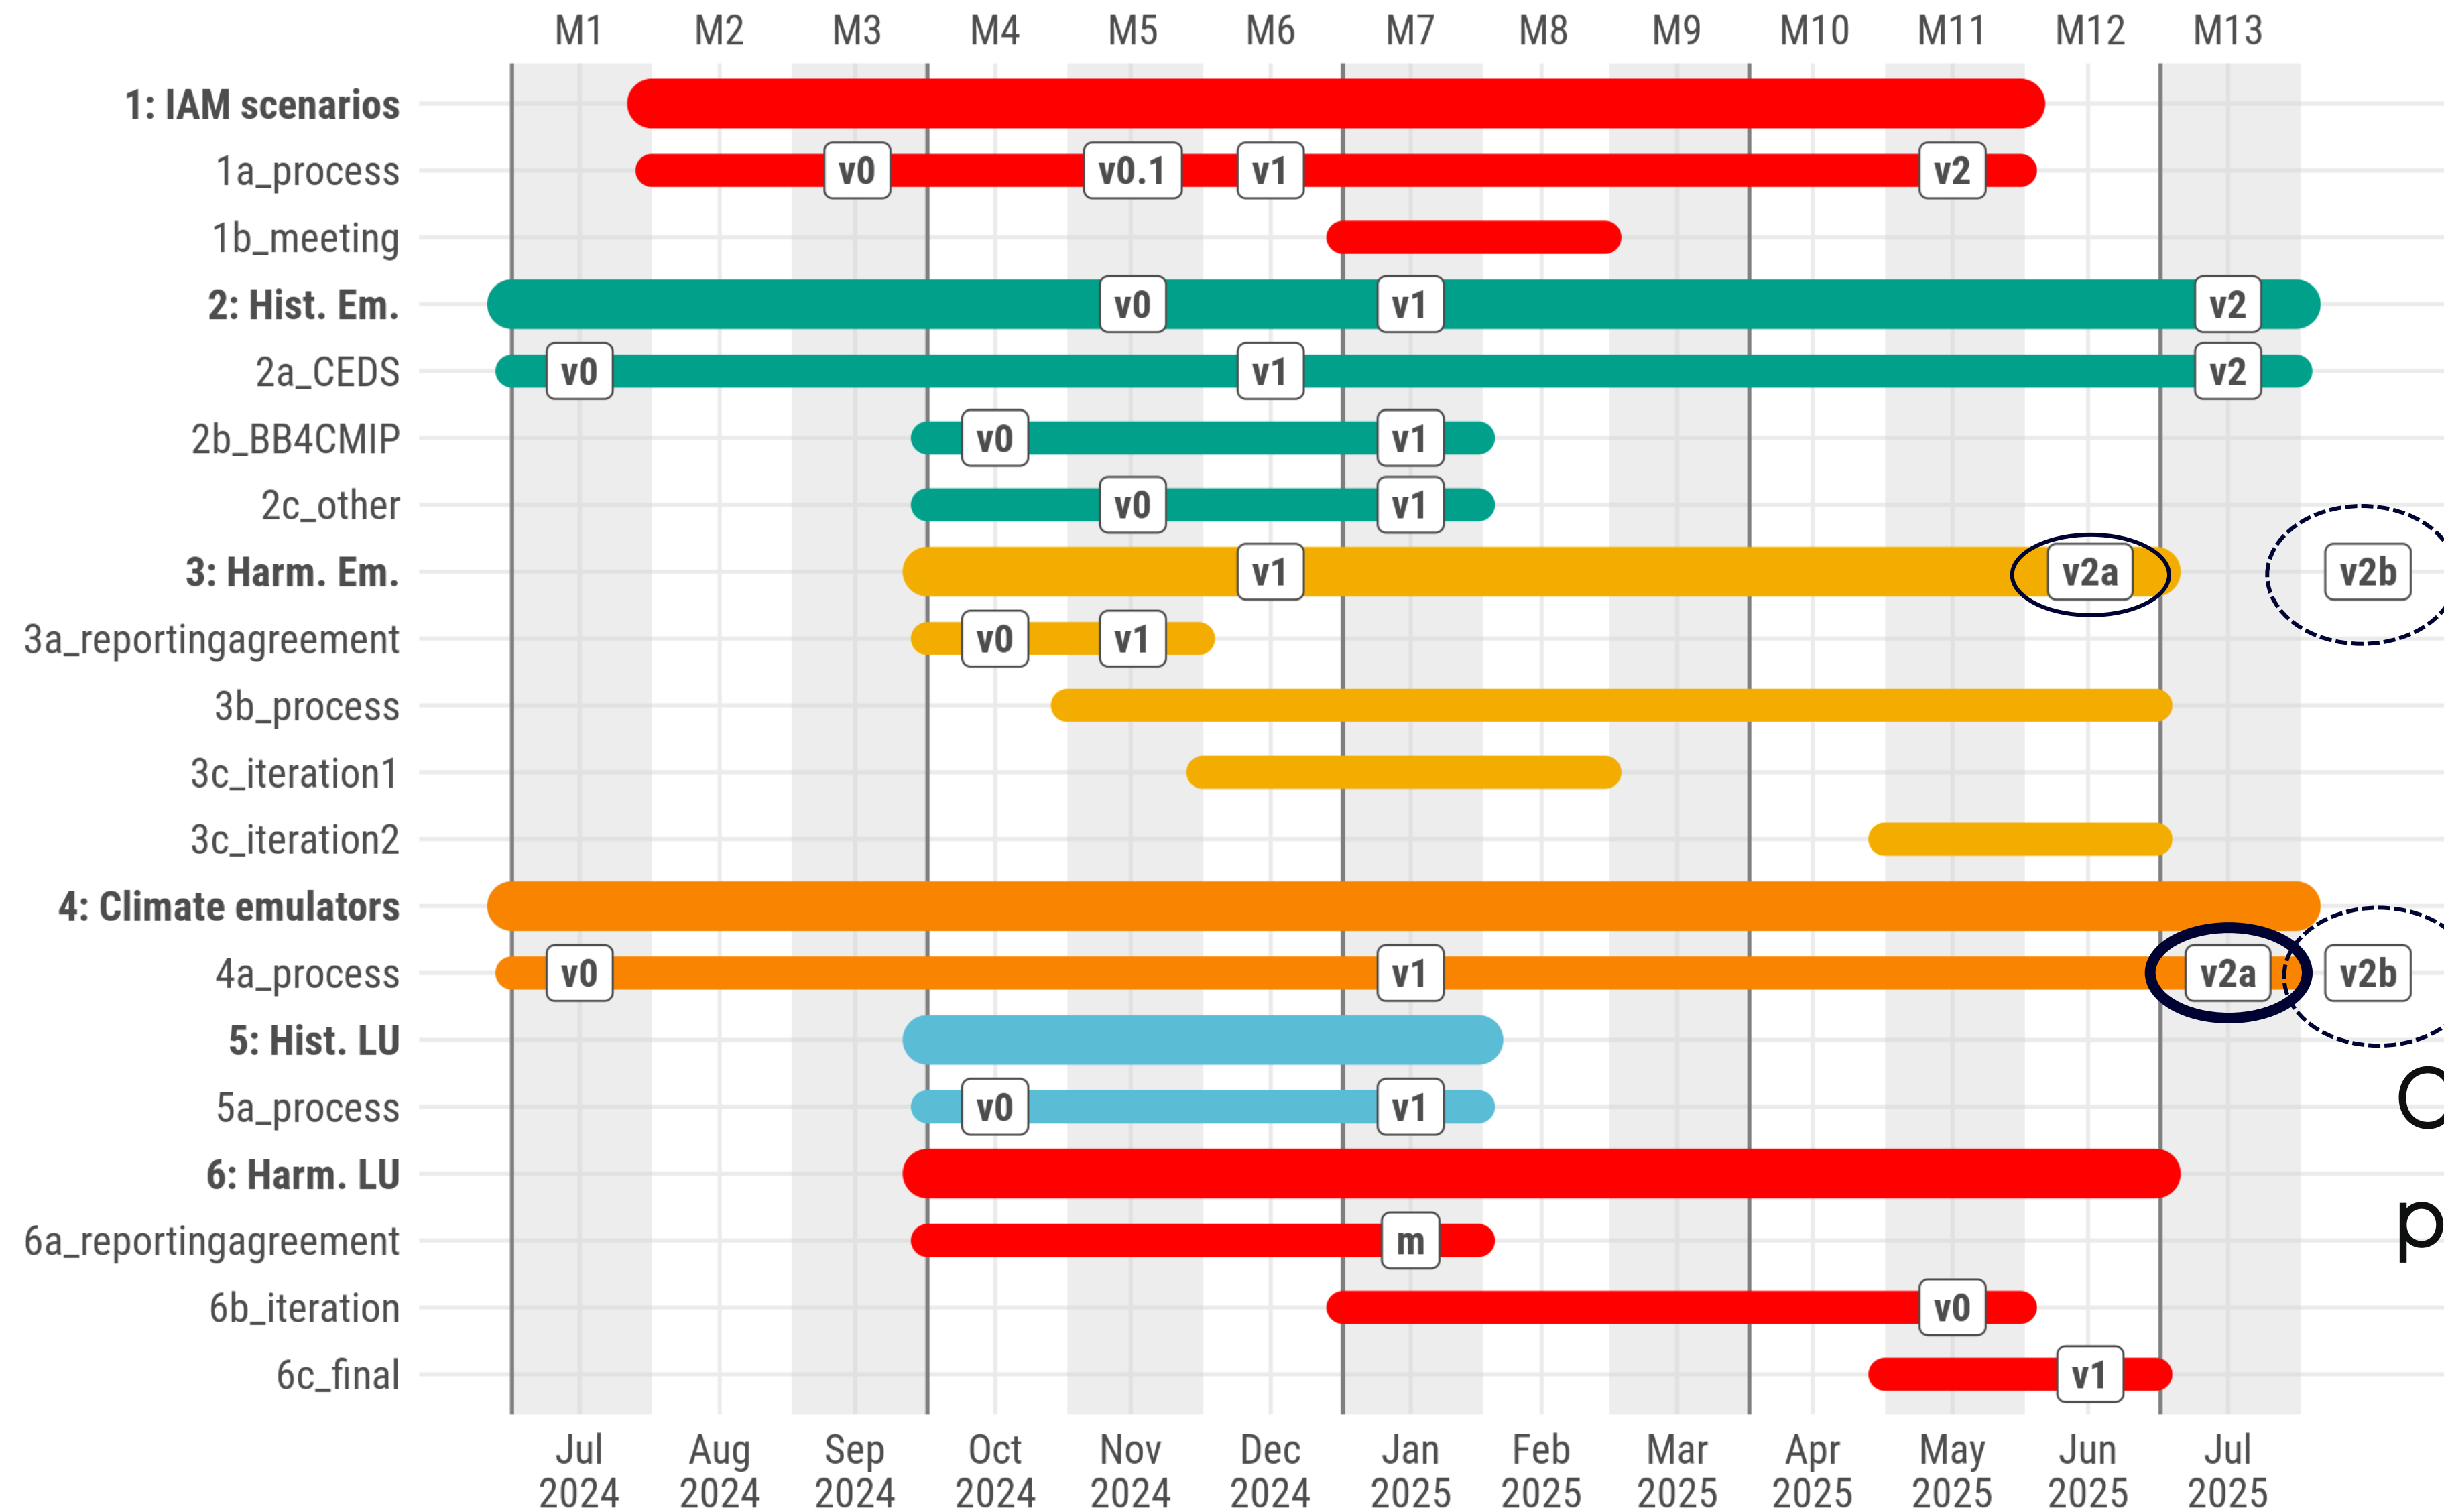 M1 M2 M3 M4 M5 M6 M7 M8 M9 M10 M11 M12 M13
1: IAM scenarios
1a_process v0 v0.1 v1 v2
1b_meeting
2: Hist. Em. v0 v1 v2
2a_CEDS v0 v1 v2
2b_BB4CMIP v0 v1
2c_other v0 v1
3: Harm. Em. v1 v2a v2b
3a_reportingagreement v0 v1
3b_process
3c_iteration1
3c_iteration2
4: Climate emulators
4a_process v0 v1 v2a v2b
5: Hist. LU
5a_process v0 v1
6: Harm. LU
6a_reportingagreement m
6b_iteration v0
6c_final v1
Jul Aug Sep Oct Nov Dec Jan Feb Mar Apr May Jun Jul
2024 2024 2024 2024 2024 2024 2025 2025 2025 2025 2025 2025 2025